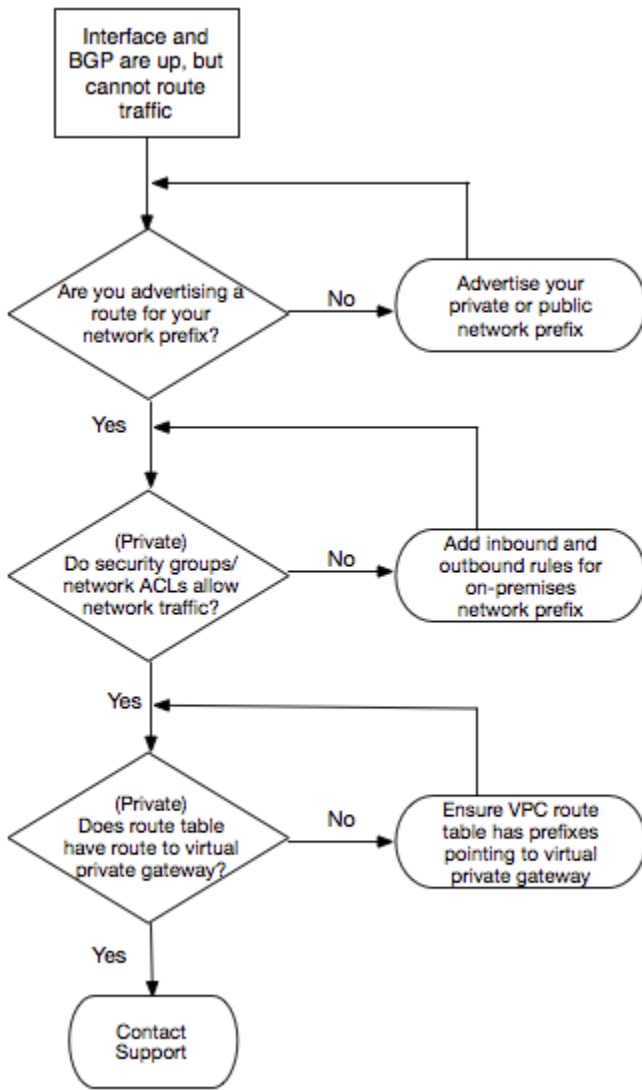 Interface and
BGP are up, but
cannot route
traffic
Are you advertising a
route for your
network prefix?
No
Advertise your
private or public
network prefix
Yes
(Private)
Do security groups/
network ACLs allow
network traffic?
No
Add inbound and
outbound rules for
on-premises
network prefix
Yes
(Private)
Does route table
have route to virtual
private gateway?
No
Ensure VPC route
table has prefixes
pointing to virtual
private gateway
Yes
Contact
Support